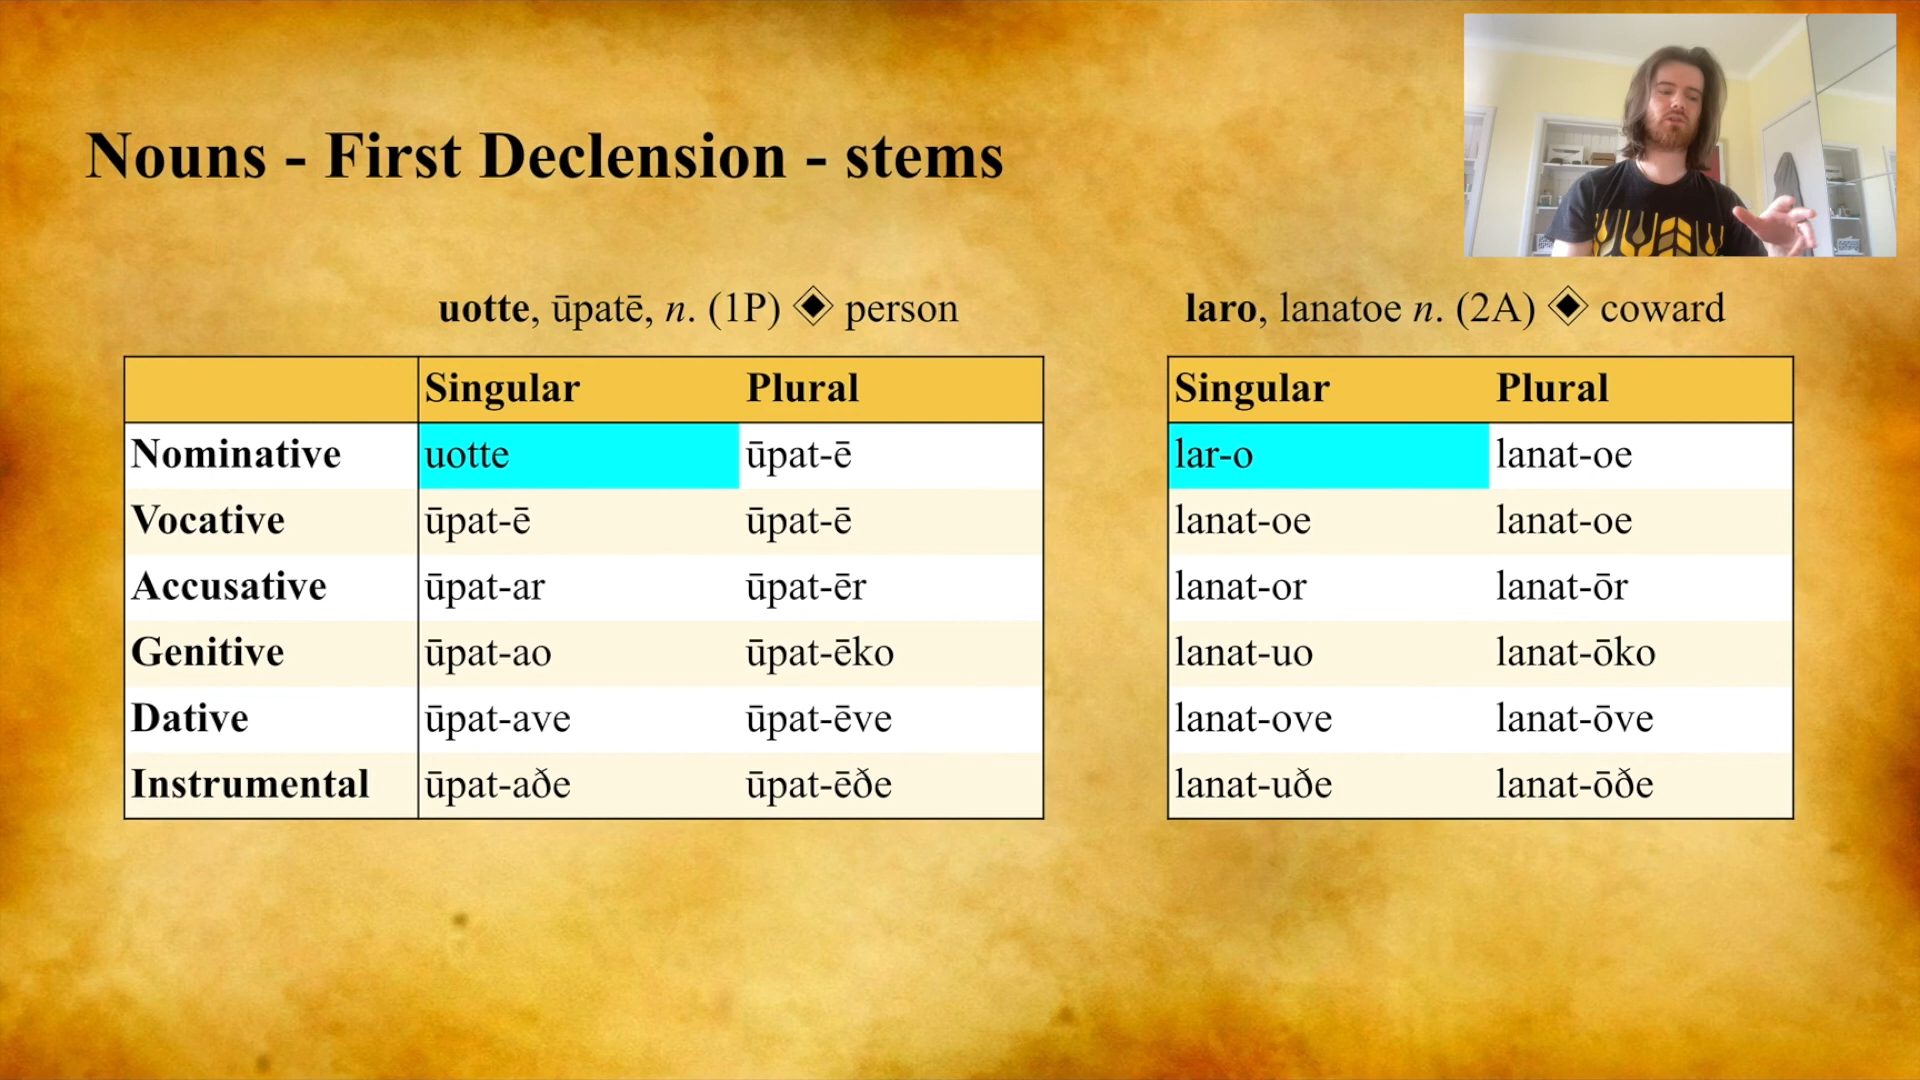 Nouns - First Declension - stems
uotte, ūpatē, n. (1P) ◈ person
Singular Plural
Nominative uotte ūpat-ē
Vocative ūpat-ē ūpat-ē
Accusative ūpat-ar ūpat-ēr
Genitive ūpat-ao ūpat-ēko
Dative ūpat-ave ūpat-ēve
Instrumental ūpat-aðe ūpat-ēðe
laro, lanatoe n. (2A) ◈ coward
Singular Plural
lar-o lanat-oe
lanat-oe lanat-oe
lanat-or lanat-ōr
lanat-uo lanat-ōko
lanat-ove lanat-ōve
lanat-uðe lanat-ōðe